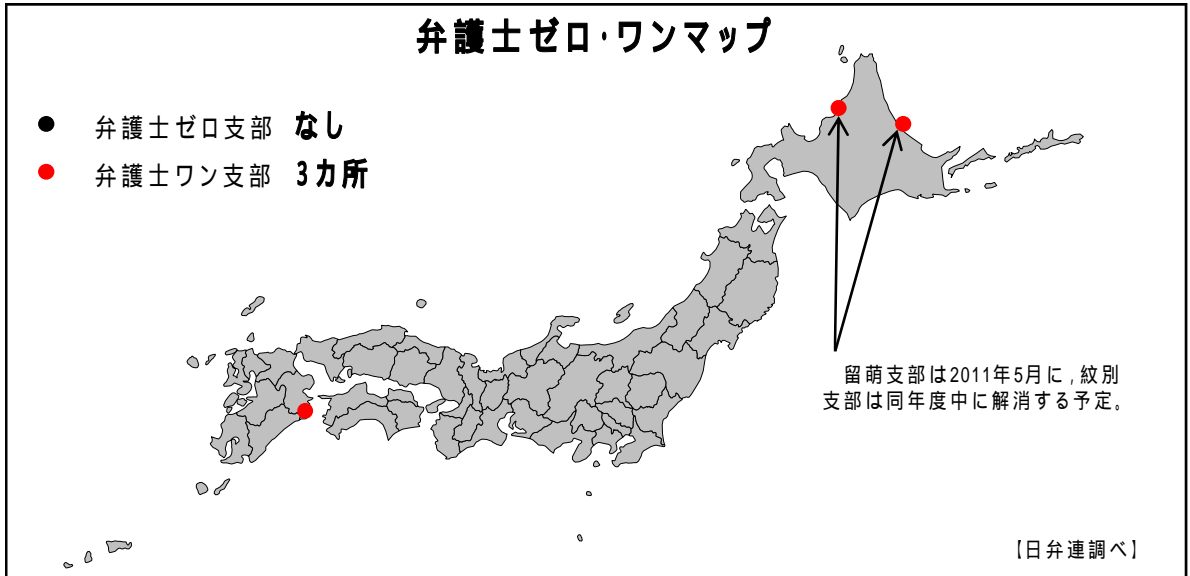 弁護士ゼロ・ワンマップ
● 弁護士ゼロ支部 なし
● 弁護士ワン支部 3カ所
留萌支部は2011年5月に,紋別
支部は同年度中に解消する予定。
【日弁連調べ】